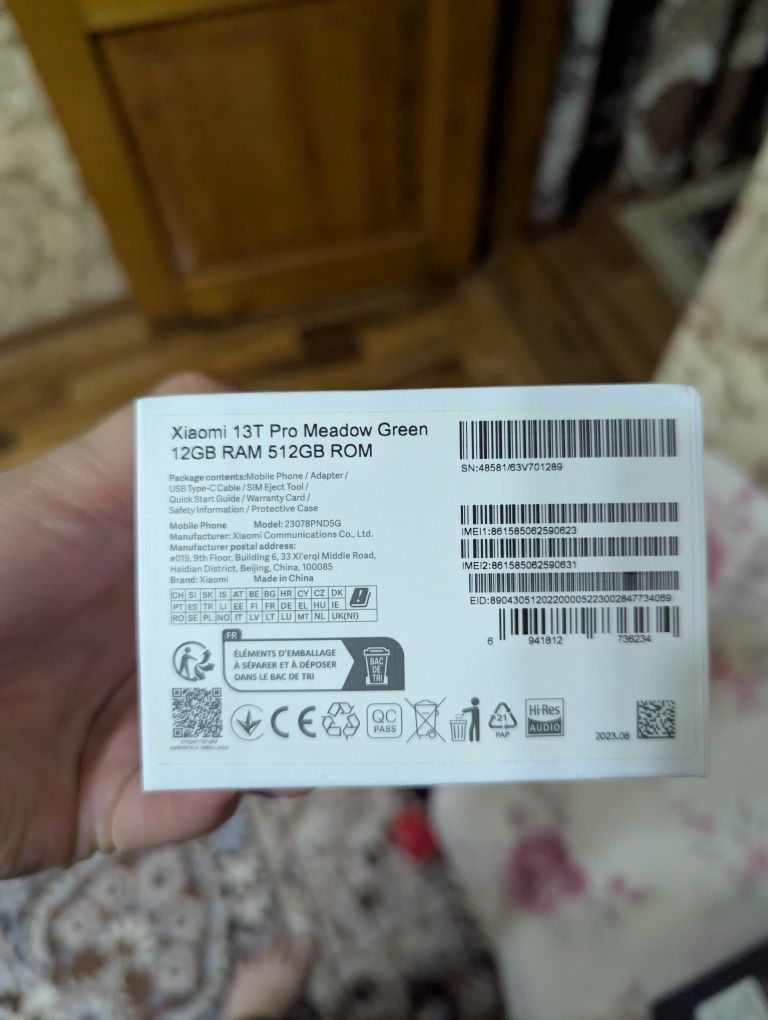 Xiaomi 13T Pro Meadow Green
12GB RAM 512GB ROM
Package contents:Mobile Phone / Adapter /
USB Type-C Cable / SIM Eject Tool /
Quick Start Guide / Warranty Card /
Safety Information / Protective Case
Mobile Phone Model: 23078PND5G
Manufacturer: Xiaomi Communications Co., Ltd.
Manufacturer postal address:
#019, 9th Floor, Building 6, 33 Xi'erqi Middle Road,
Haidian District, Beijing, China, 100085
Brand: Xiaomi Made in China
CH SI SK IS AT BE BG HR CY CZ DK
PT ES TR LI EE FI FR DE EL HU IE
RO SE PL NO IT LV LT LU MT NL UK(NI)
SN:48581/63V701289
IMEI1:861585062590623
IMEI2:861585062590631
EID:89043051202200005223002847734069
6 941812 736234
FR
ÉLÉMENTS D'EMBALLAGE
À SÉPARER ET À DÉPOSER
DANS LE BAC DE TRI
BAC
DE
TRI
ETICHETTATURA
AMBIENTALE IMBALLAGGI
CE
QC
PASS
21
PAP
Hi-Res
AUDIO
2023.08